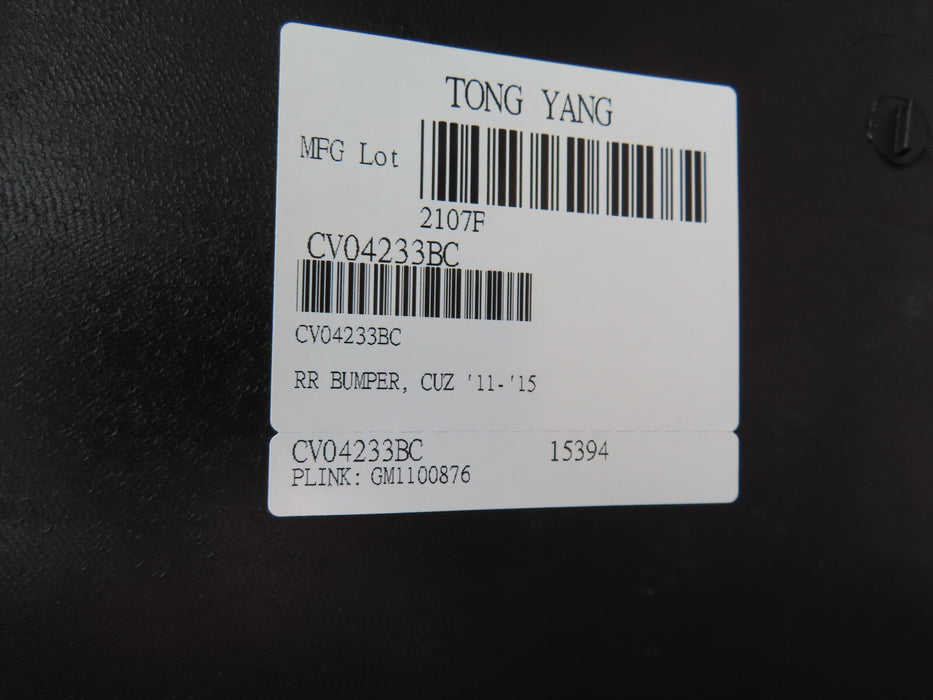 TONG YANG
MFG Lot
2107F
CV04233BC
CV04233BC
RR BUMPER, CUZ '11-'15
CV04233BC 15394
PLINK: GM1100876